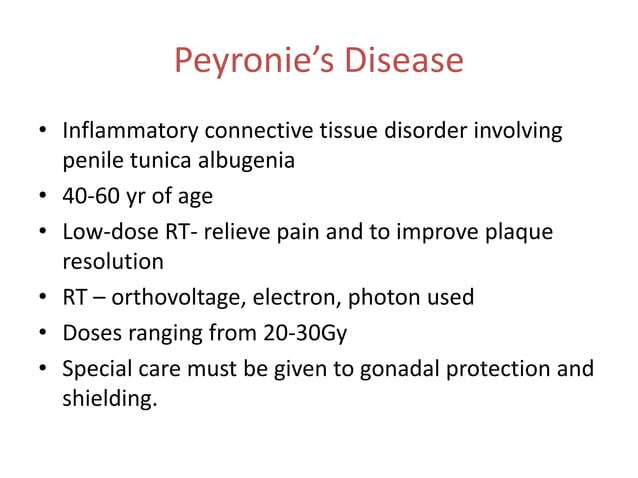 Peyronie’s Disease
• Inflammatory connective tissue disorder involving
penile tunica albugenia
• 40-60 yr of age
• Low-dose RT- relieve pain and to improve plaque
resolution
• RT – orthovoltage, electron, photon used
• Doses ranging from 20-30Gy
• Special care must be given to gonadal protection and
shielding.